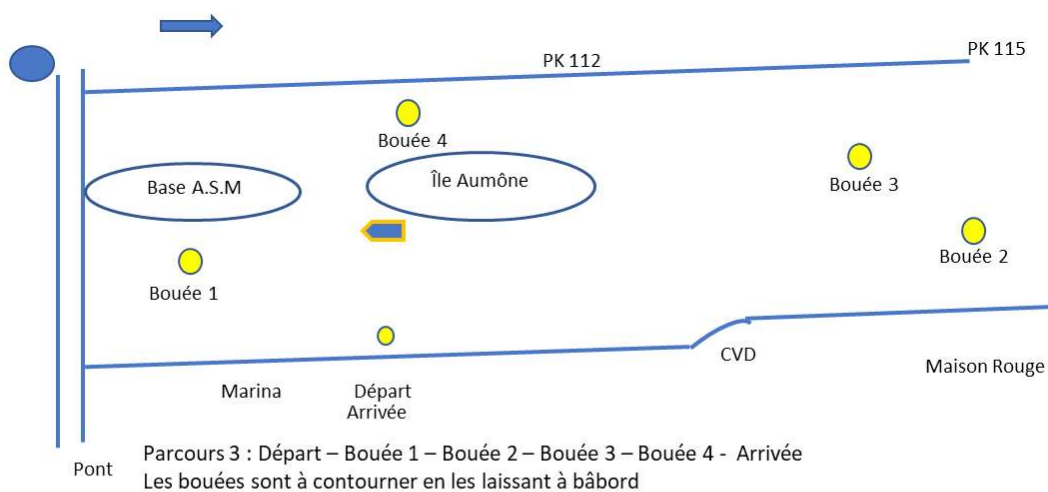 PK 115
PK 112
Bouée 4
Île Aumône
Base A.S.M
Bouée 3
Bouée 2
Bouée 1
CVD
Maison Rouge
Marina
Départ
Arrivée
Parcours 3 : Départ – Bouée 1 – Bouée 2 – Bouée 3 – Bouée 4 - Arrivée
Pont
Les bouées sont à contourner en les laissant à bâbord